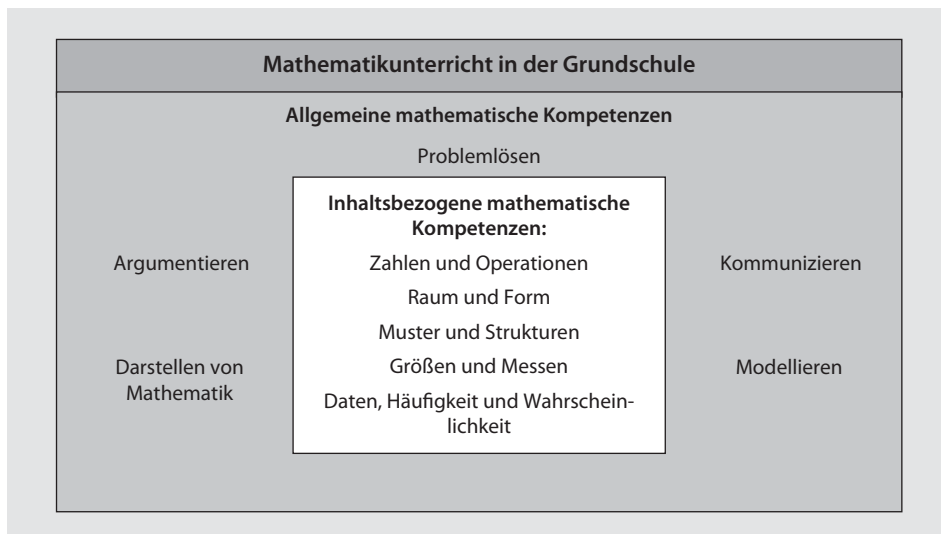 Mathematikunterricht in der Grundschule
Allgemeine mathematische Kompetenzen
Problemlösen
Inhaltsbezogene mathematische
Kompetenzen:
Argumentieren
Zahlen und Operationen
Kommunizieren
Raum und Form
Muster und Strukturen
Darstellen von
Mathematik
Größen und Messen
Modellieren
Daten, Häufigkeit und Wahrschein-
lichkeit